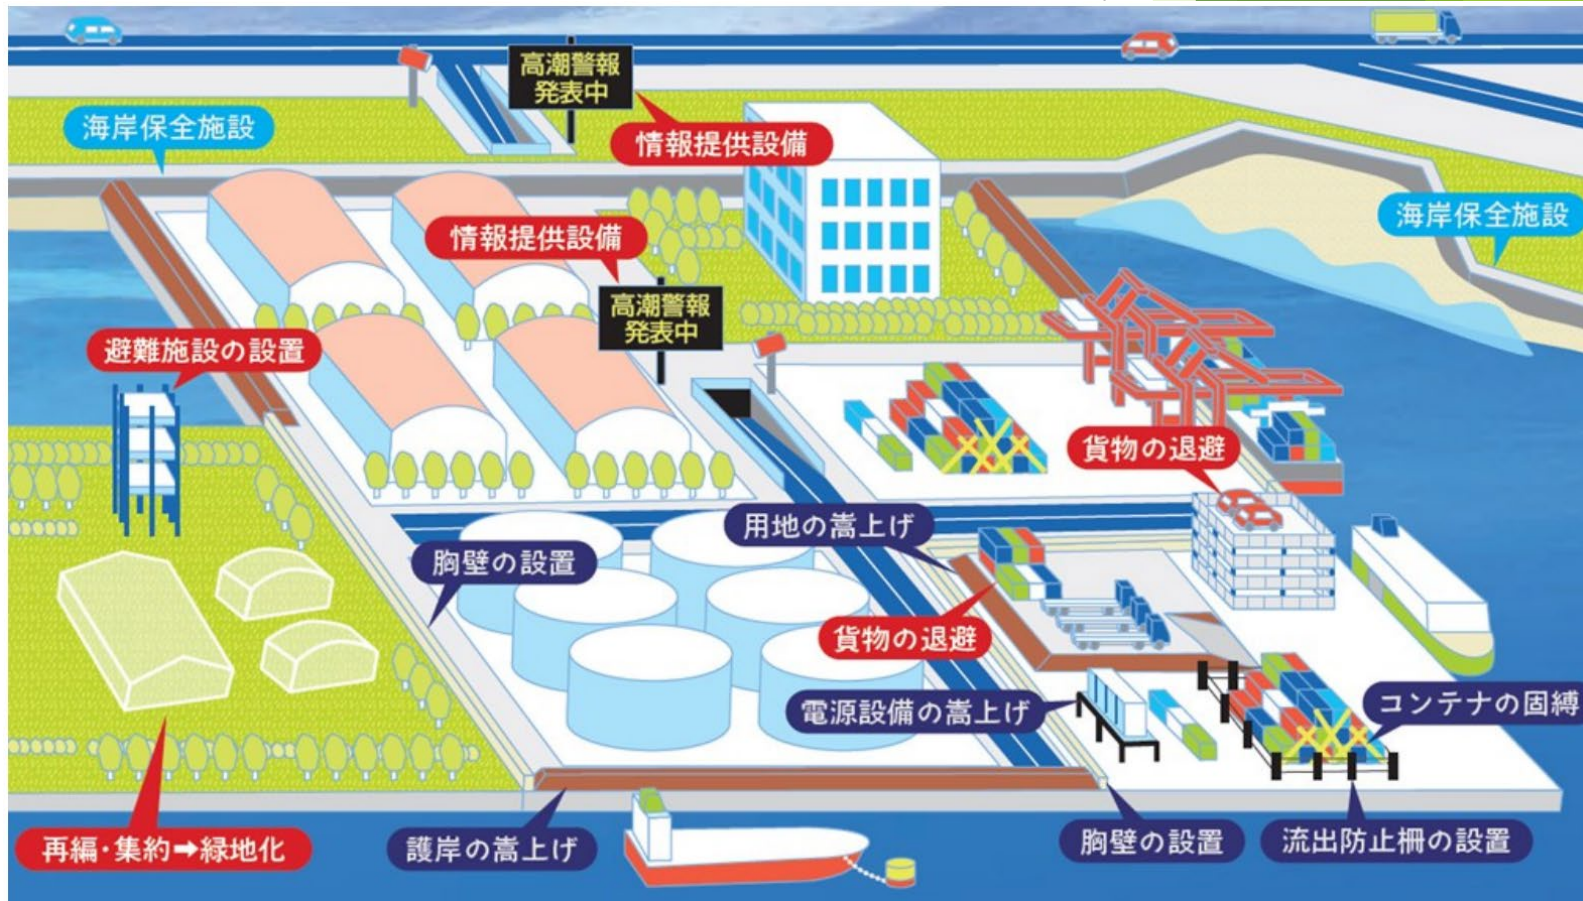 高潮警報
発表中
海岸保全施設
情報提供設備
海岸保全施設
情報提供設備
高潮警報
発表中
避難施設の設置
貨物の退避
用地の嵩上げ
胸壁の設置
貨物の退避
電源設備の嵩上げ
コンテナの固縛
再編・集約➡緑地化
護岸の嵩上げ
胸壁の設置
流出防止柵の設置